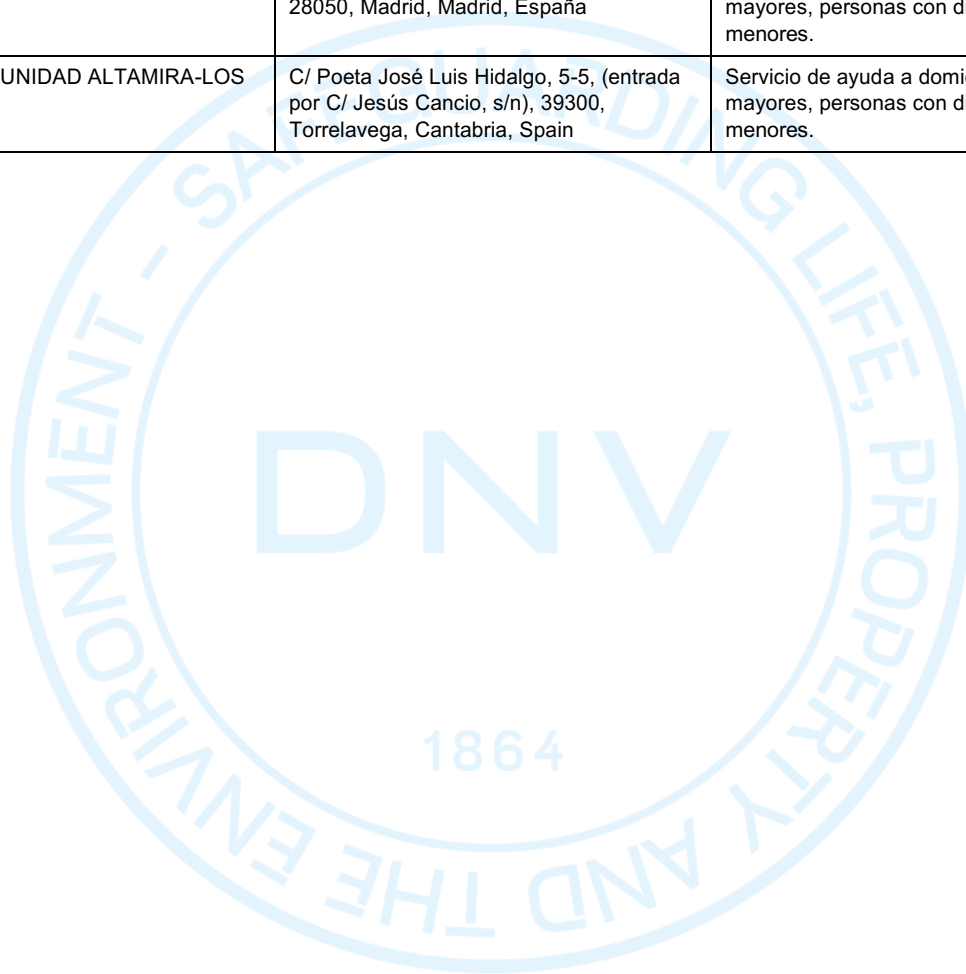 28050, Madrid, Madrid, España
mayores, personas con d
menores.
UNIDAD ALTAMIRA-LOS
C/ Poeta José Luis Hidalgo, 5-5, (entrada
por C/ Jesús Cancio, s/n), 39300,
Torrelavega, Cantabria, Spain
Servicio de ayuda a domi
mayores, personas con d
menores.
SAFEGUARDING LIFE, PROPERTY AND THE ENVIRONMENT -
DNV
1864